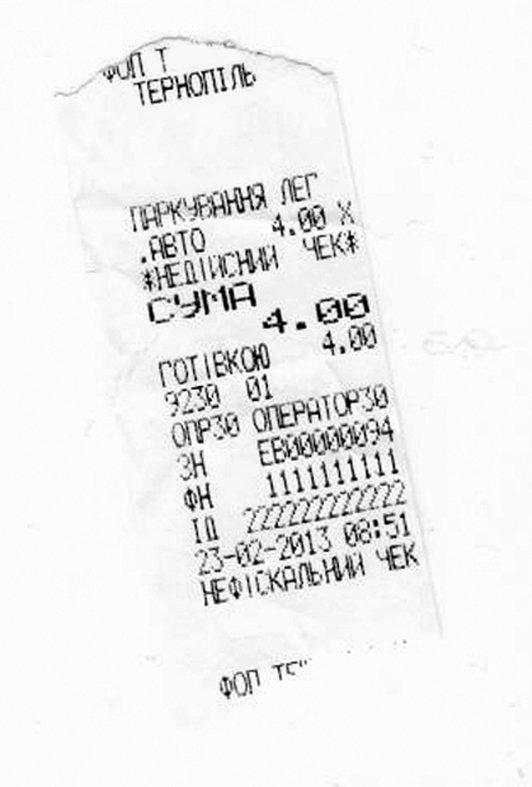 ФОП Т
ТЕРНОПІЛЬ
ПАРКУВАННЯ ЛЕГ
.АВТО 4.00 X
*НЕДІЙСНИЙ ЧЕК*
СУМА
4.00
ГОТІВКОЮ 4.00
9230 01
ОПР30 ОПЕРАТОР30
ЗН ЕВ00000094
ФН 1111111111
ІД 222222222222
23-02-2013 08:51
НЕФІСКАЛЬНИЙ ЧЕК
ФОП